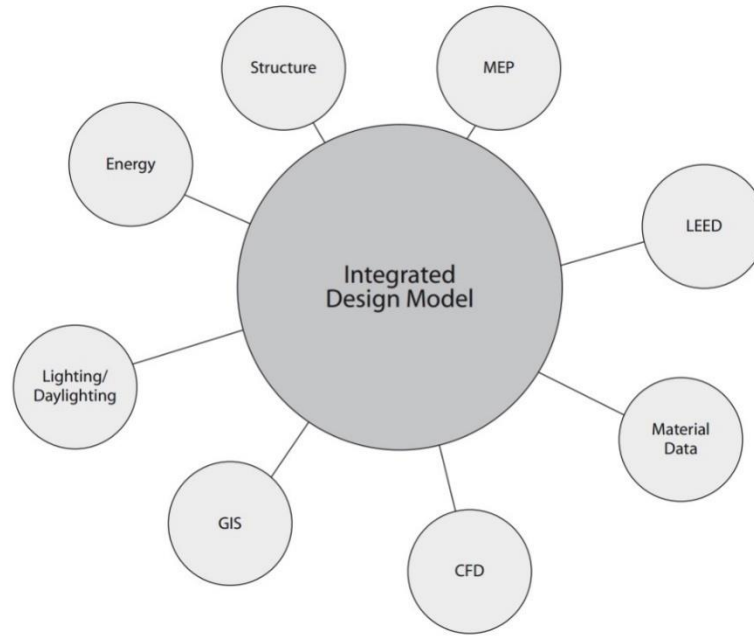 Structure
MEP
Energy
LEED
Integrated
Design Model
Lighting/
Daylighting
Material
Data
GIS
CFD